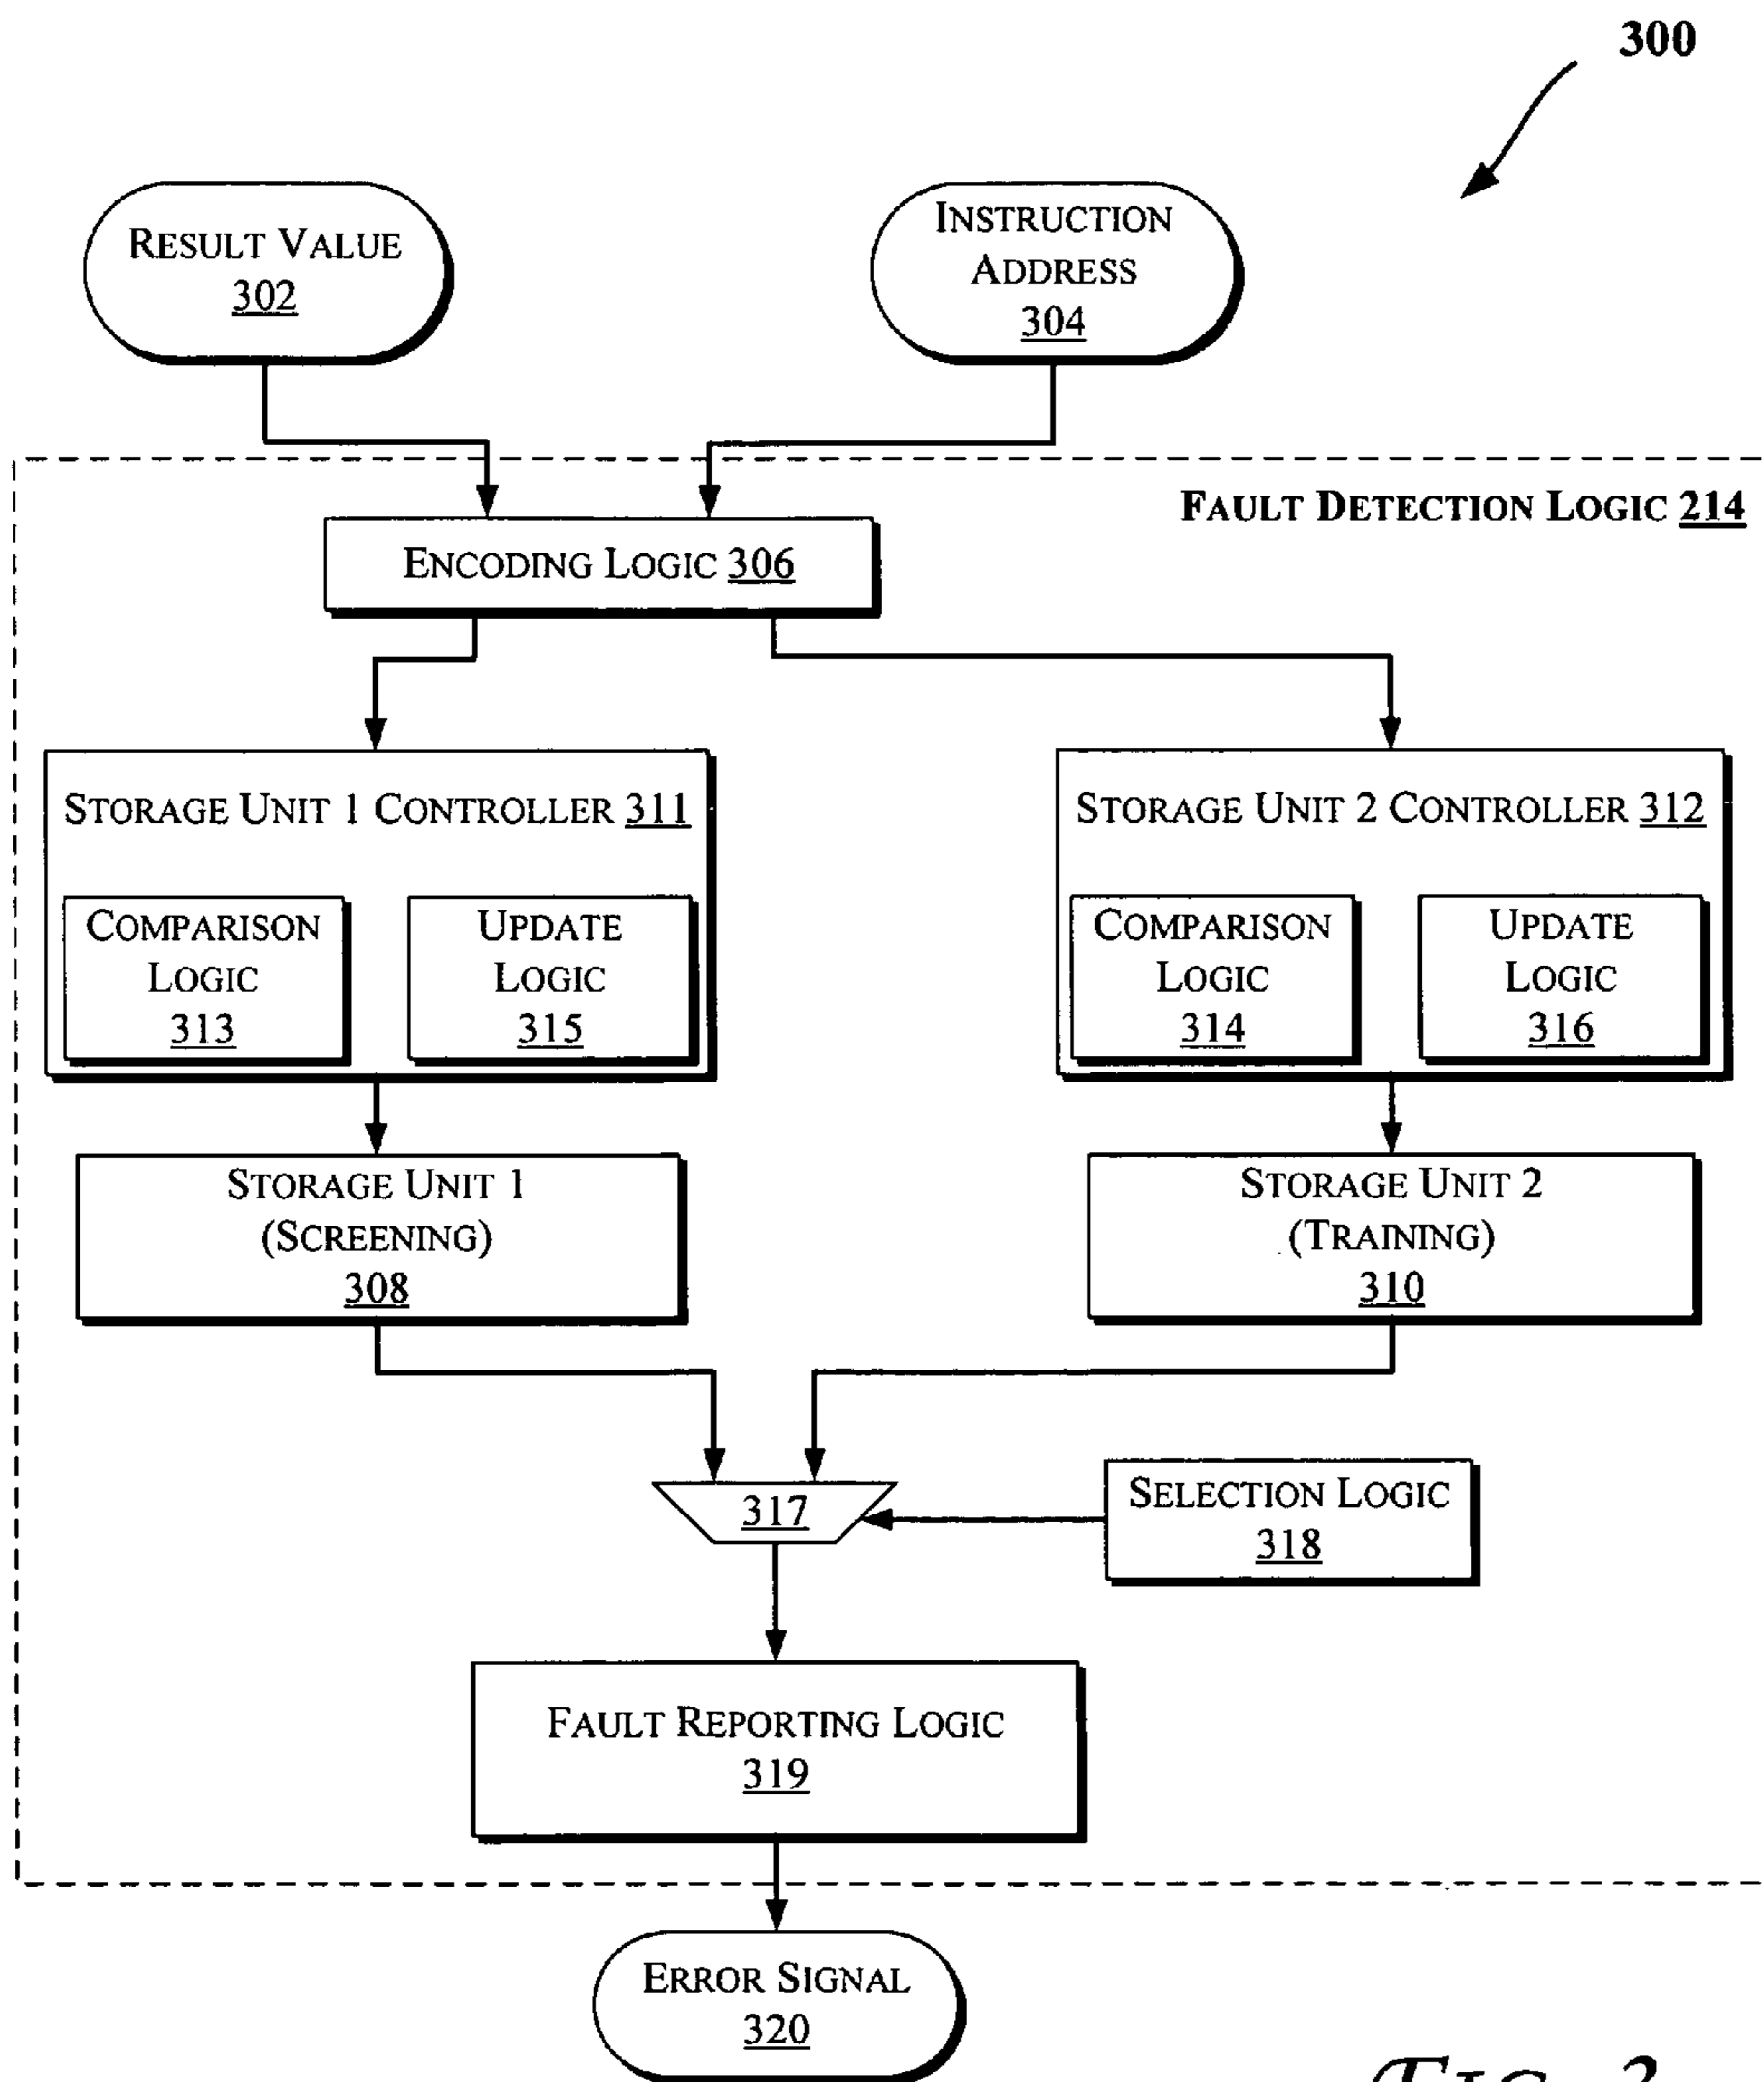 300
RESULT VALUE
302
INSTRUCTION
ADDRESS
304
FAULT DETECTION LOGIC 214
ENCODING LOGIC 306
STORAGE UNIT 1 CONTROLLER 311
COMPARISON
LOGIC
313
UPDATE
LOGIC
315
STORAGE UNIT 2 CONTROLLER 312
COMPARISON
LOGIC
314
UPDATE
LOGIC
316
STORAGE UNIT 1
(SCREENING)
308
STORAGE UNIT 2
(TRAINING)
310
317
SELECTION LOGIC
318
FAULT REPORTING LOGIC
319
ERROR SIGNAL
320